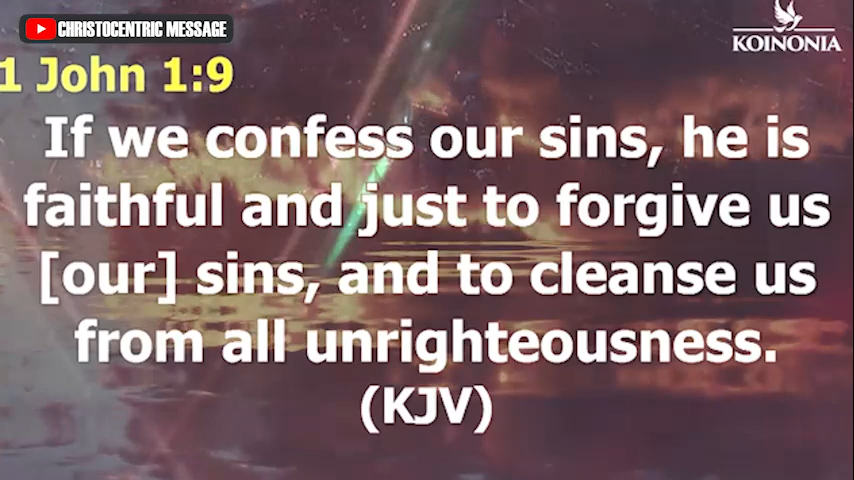 CHRISTOCENTRIC MESSAGE
KOINONIA
1 John 1:9
If we confess our sins, he is
faithful and just to forgive us
[our] sins, and to cleanse us
from all unrighteousness.
(KJV)